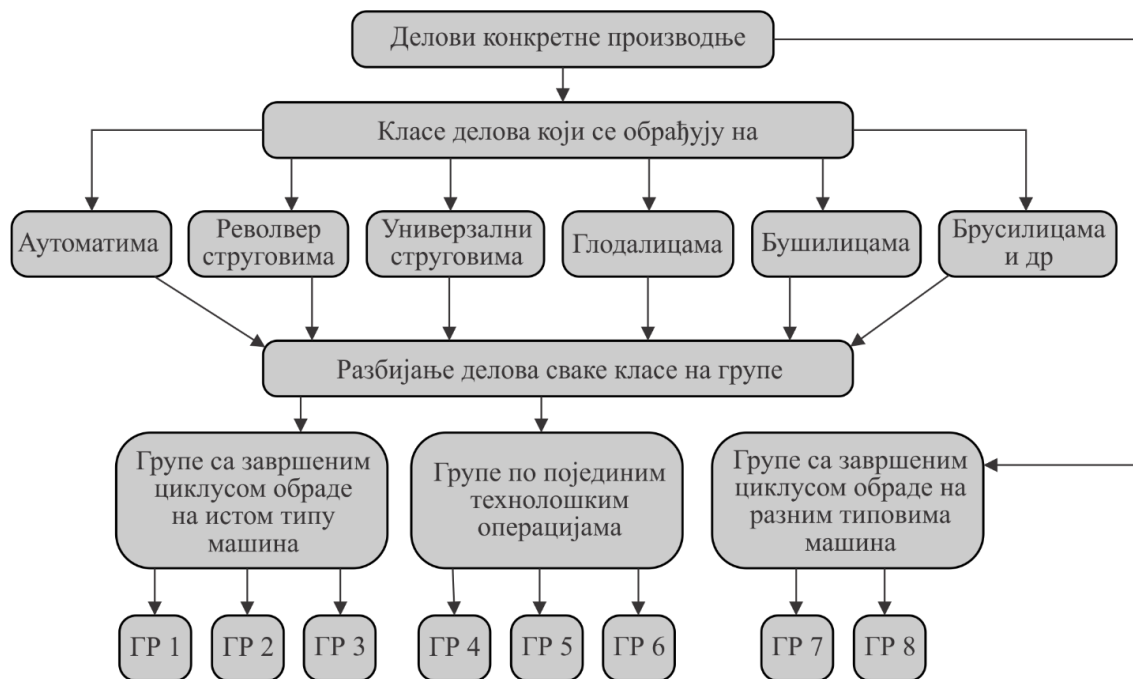 Делови конкретне производње
Класе делова који се обрађују на
Аутоматима
Револвер
струговима
Универзални
струговима
Глодалицама
Бушилицама
Брусилицама
и др
Разбијање делова сваке класе на групе
Групе са завршеним
циклусом обраде
на истом типу
машина
Групе по појединим
технолошким
операцијама
Групе са завршеним
циклусом обраде на
разним типовима
машина
ГР 1
ГР 2
ГР 3
ГР 4
ГР 5
ГР 6
ГР 7
ГР 8